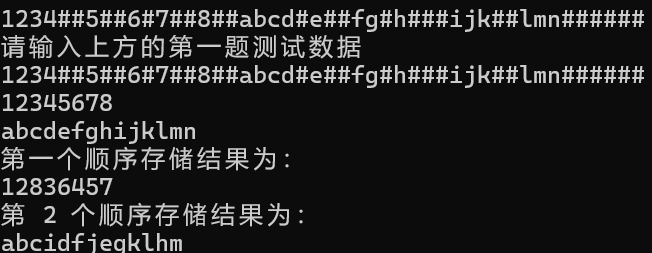 1234##5##6#7##8##abcd#e##fg#h###ijk##lmn######
请输入上方的第一题测试数据
1234##5##6#7##8##abcd#e##fg#h###ijk##lmn######
12345678
abcdefghijklmn
第一个顺序存储结果为：
12836457
第 2 个顺序存储结果为：
abcidfjegklhm